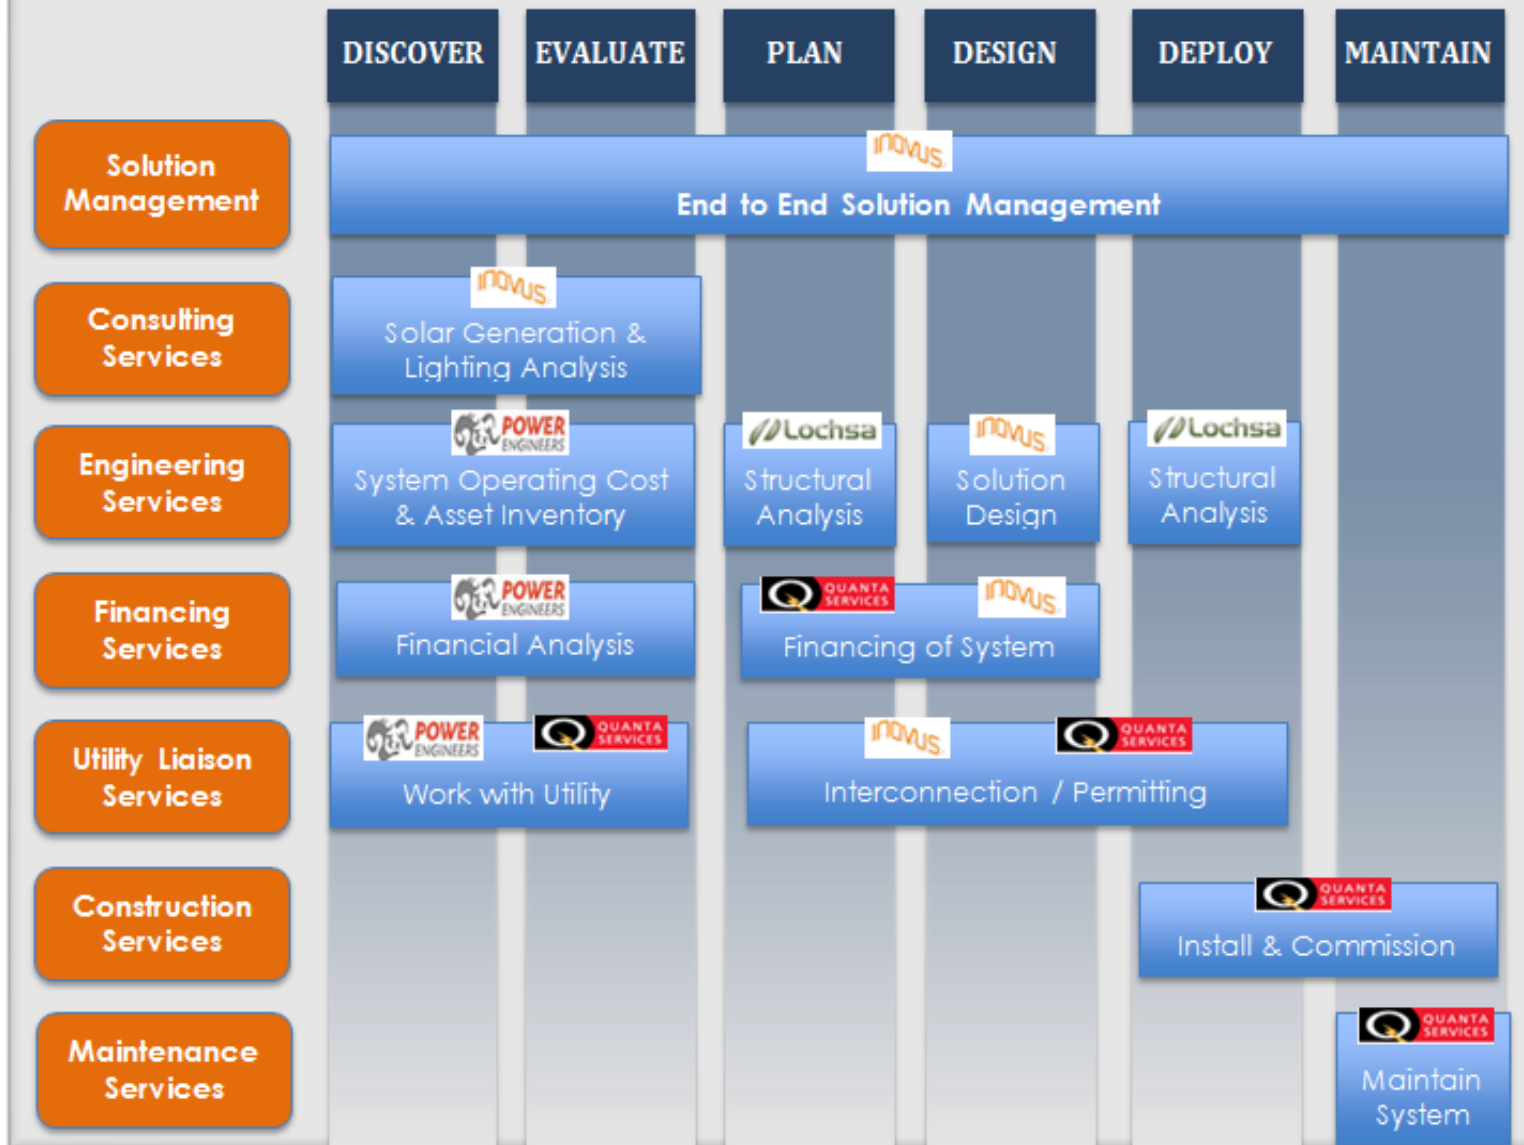 DISCOVER EVALUATE PLAN DESIGN DEPLOY MAINTAIN
Solution
Management
INOVUS
End to End Solution Management
Consulting
Services
INOVUS
Solar Generation &
Lighting Analysis
Engineering
Services
POWER
ENGINEERS
System Operating Cost
& Asset Inventory
Lochsa
Structural
Analysis
INOVUS
Solution
Design
Lochsa
Structural
Analysis
Financing
Services
POWER
ENGINEERS
Financial Analysis
QUANTA
SERVICES
INOVUS
Financing of System
Utility Liaison
Services
POWER
ENGINEERS
QUANTA
SERVICES
Work with Utility
INOVUS
QUANTA
SERVICES
Interconnection / Permitting
Construction
Services
QUANTA
SERVICES
Install & Commission
Maintenance
Services
QUANTA
SERVICES
Maintain
System